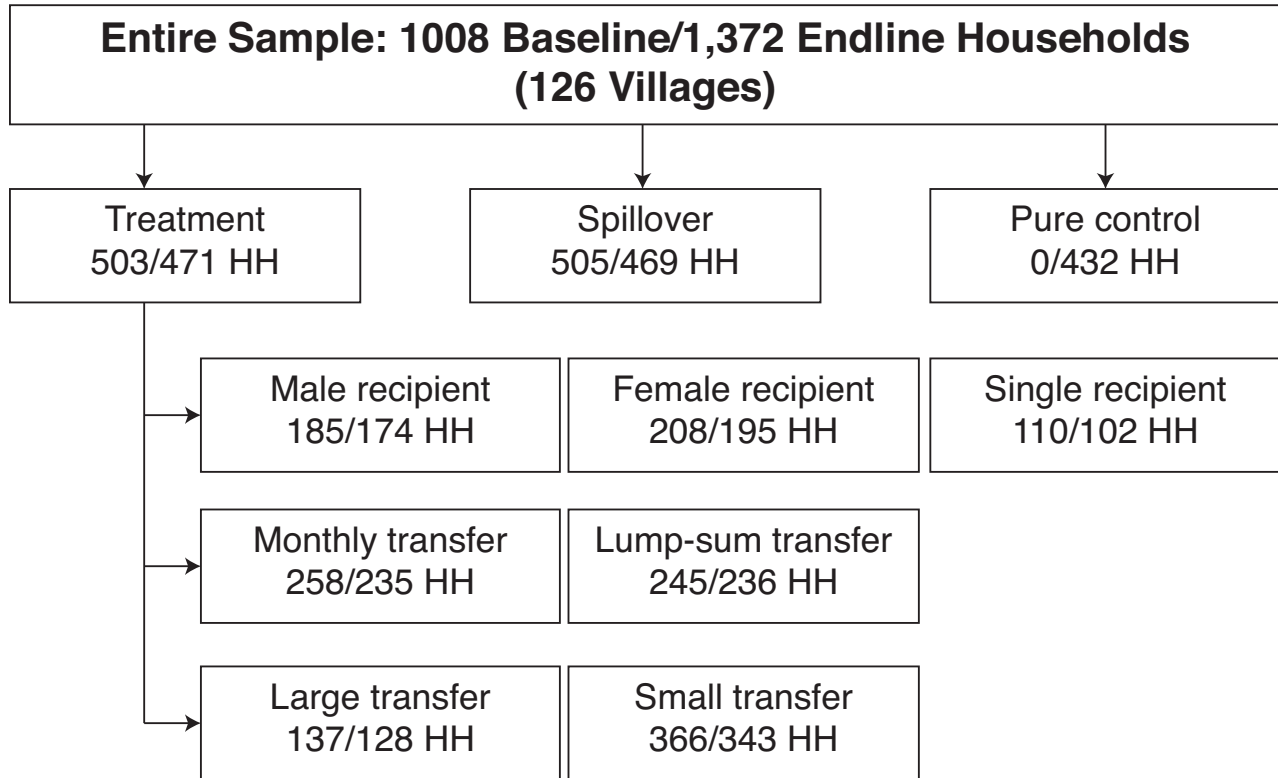 Entire Sample: 1008 Baseline/1,372 Endline Households
(126 Villages)
Treatment
503/471 HH
Spillover
505/469 HH
Pure control
0/432 HH
Male recipient
185/174 HH
Female recipient
208/195 HH
Single recipient
110/102 HH
Monthly transfer
258/235 HH
Lump-sum transfer
245/236 HH
Large transfer
137/128 HH
Small transfer
366/343 HH